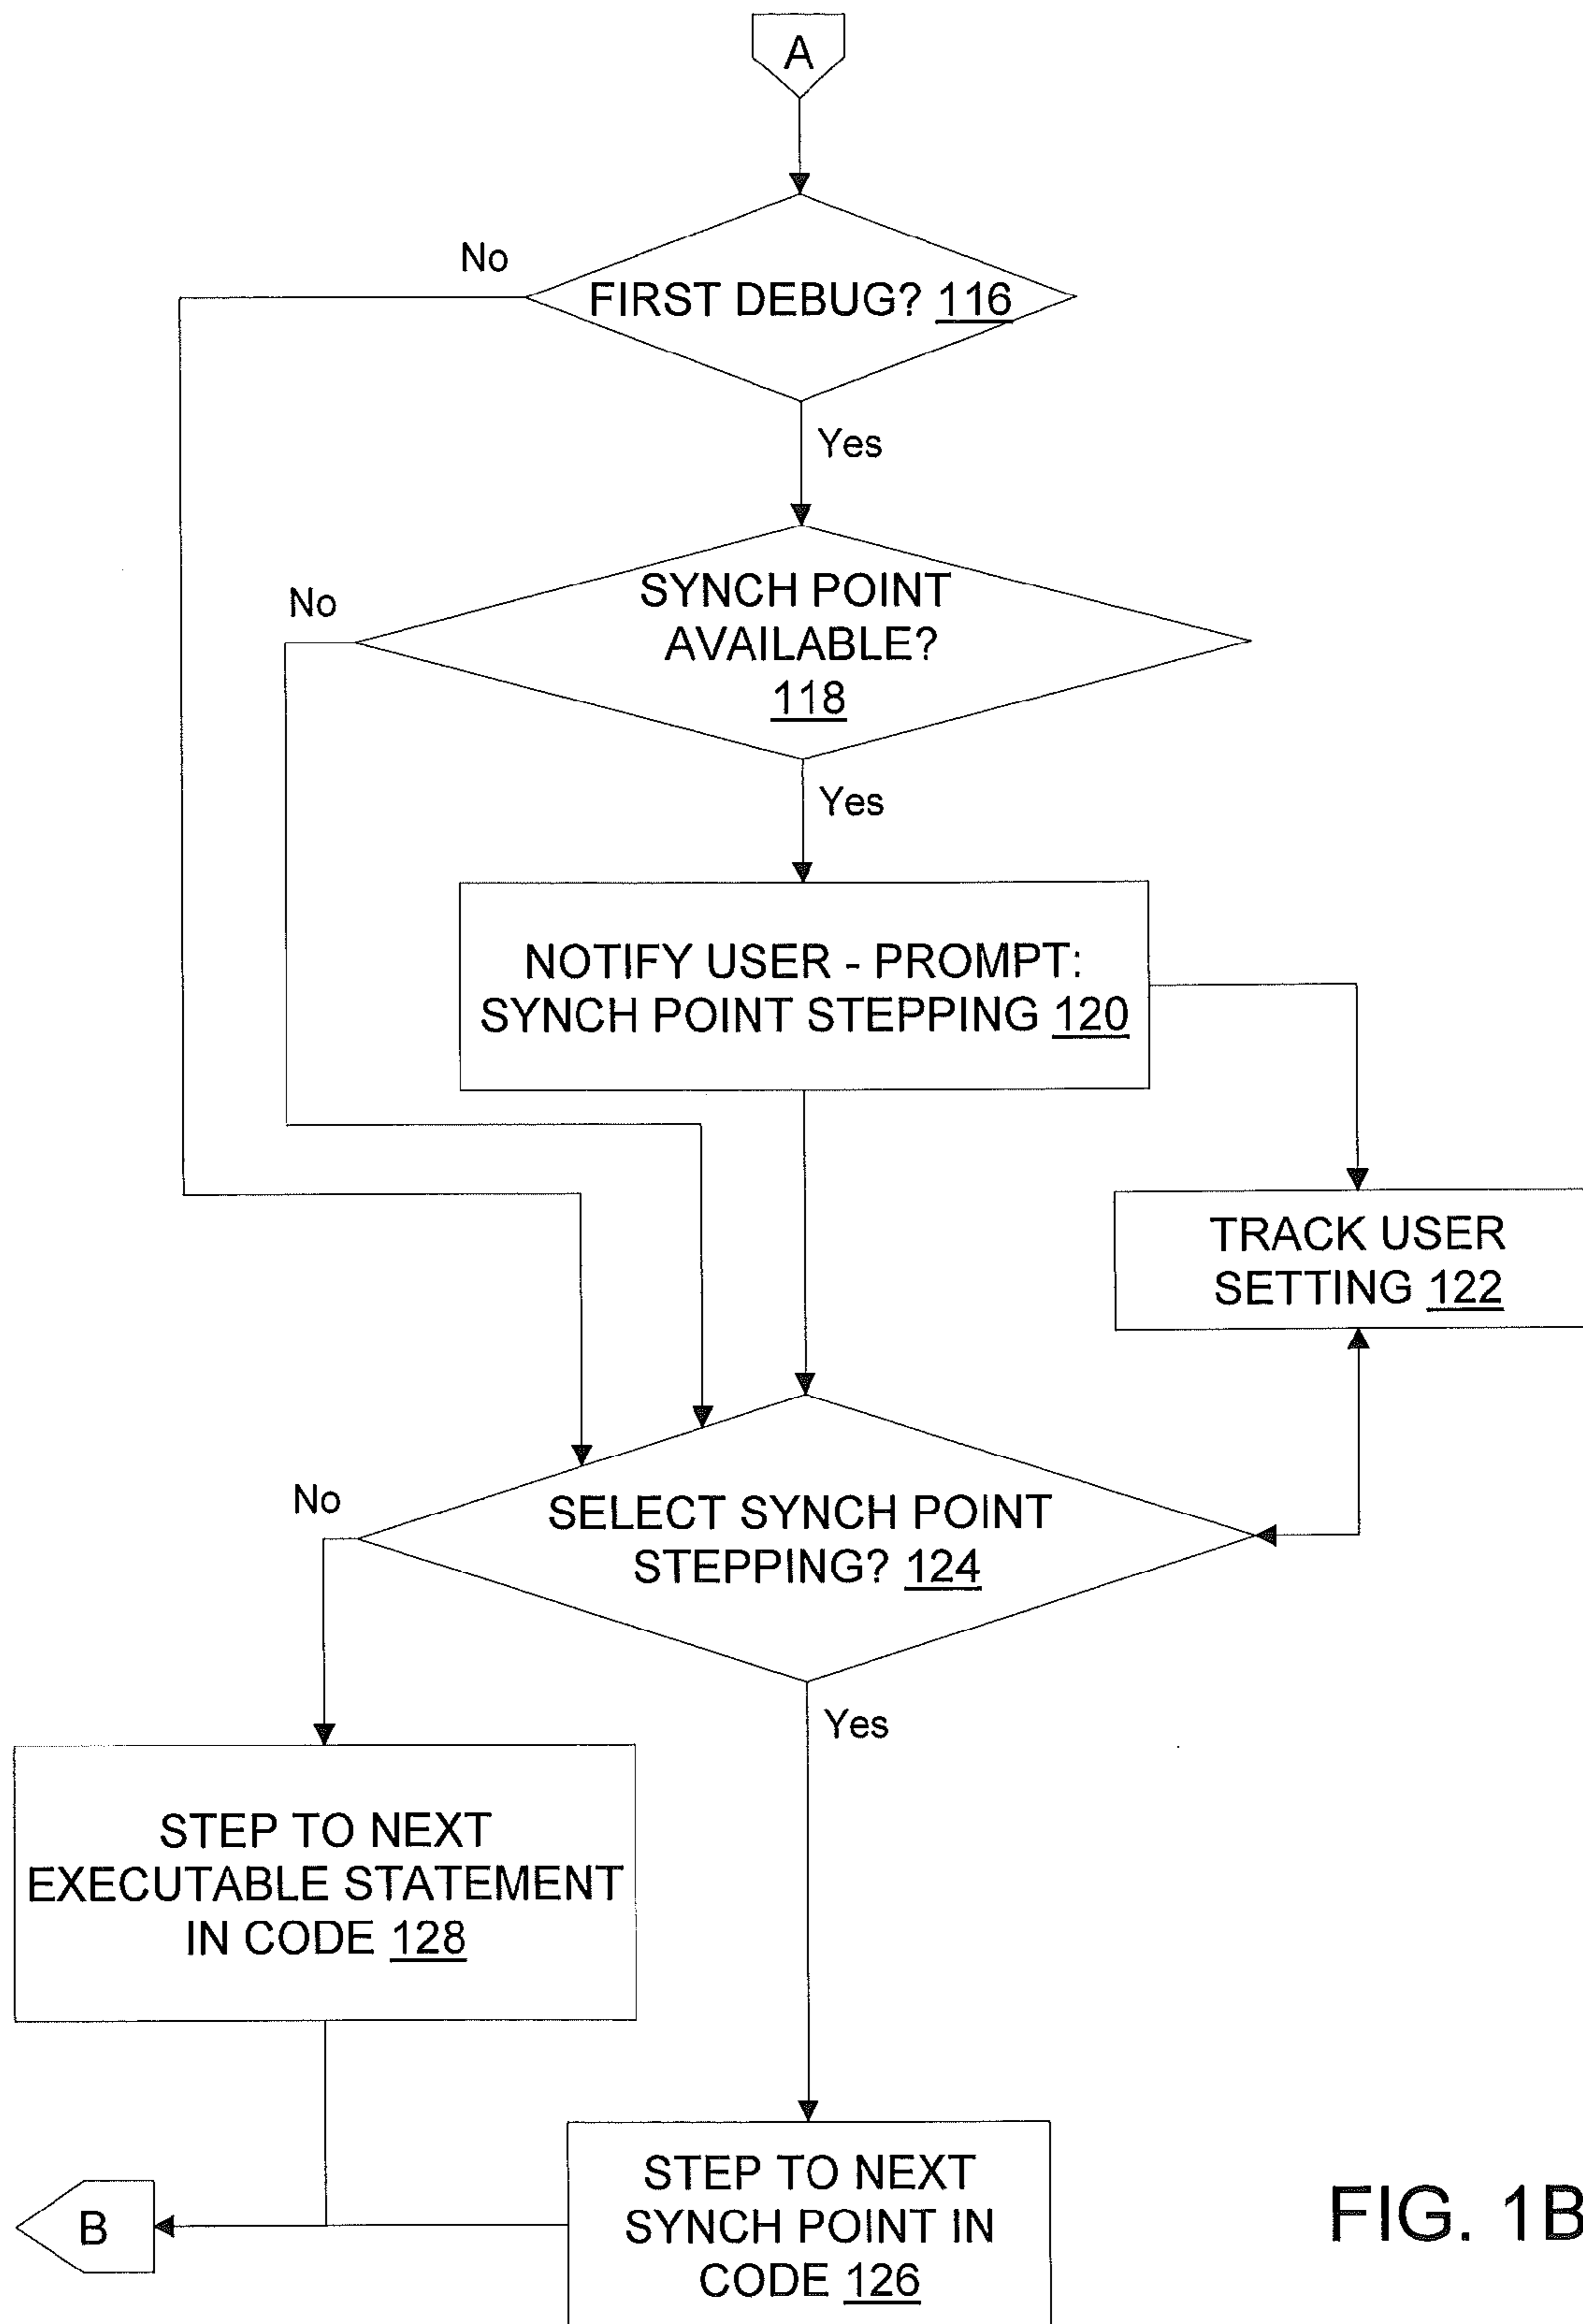 A
No
FIRST DEBUG? 116
Yes
No
SYNCH POINT
AVAILABLE?
118
Yes
NOTIFY USER - PROMPT:
SYNCH POINT STEPPING 120
TRACK USER
SETTING 122
No
SELECT SYNCH POINT
STEPPING? 124
Yes
STEP TO NEXT
EXECUTABLE STATEMENT
IN CODE 128
B
STEP TO NEXT
SYNCH POINT IN
CODE 126
FIG. 1B